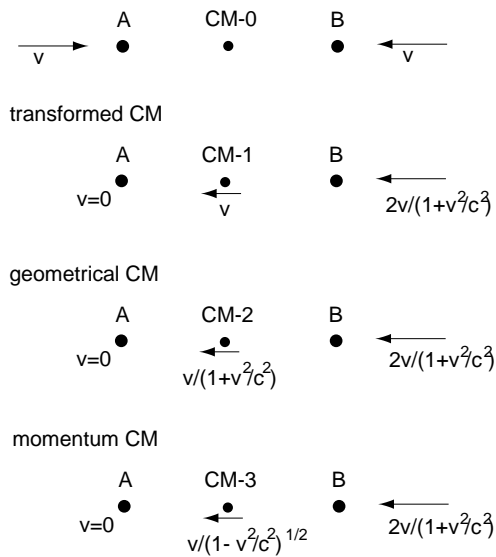 A CM-0 B
v v
transformed CM
A CM-1 B
v=0 v 2v/(1+v²/c²)
geometrical CM
A CM-2 B
v=0 v/(1+v²/c²) 2v/(1+v²/c²)
momentum CM
A CM-3 B
v=0 v/(1- v²/c²) 1/2 2v/(1+v²/c²)